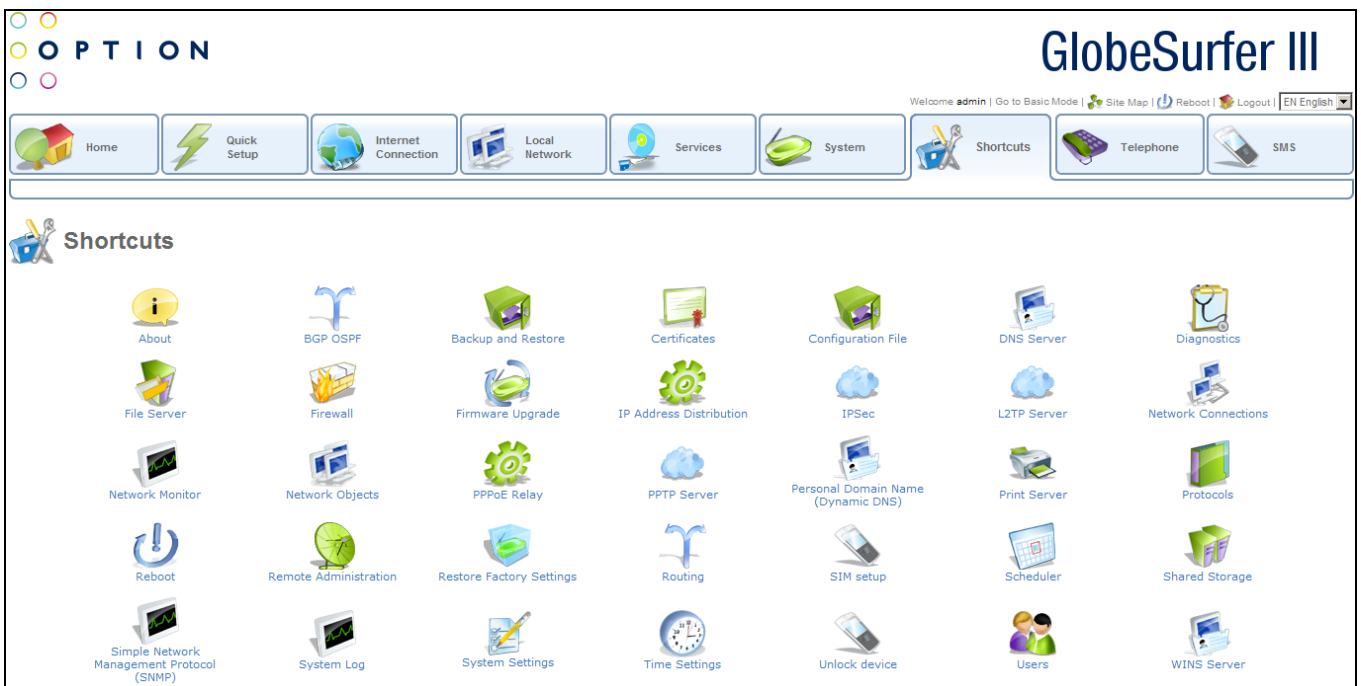 OPTION
GlobeSurfer III
Welcome admin | Go to Basic Mode | Site Map | Reboot | Logout | EN English
Home
Quick
Setup
Internet
Connection
Local
Network
Services
System
Shortcuts
Telephone
SMS
Shortcuts
About
BGP OSPF
Backup and Restore
Certificates
Configuration File
DNS Server
Diagnostics
File Server
Firewall
Firmware Upgrade
IP Address Distribution
IPSec
L2TP Server
Network Connections
Network Monitor
Network Objects
PPPoE Relay
PPTP Server
Personal Domain Name
(Dynamic DNS)
Print Server
Protocols
Reboot
Remote Administration
Restore Factory Settings
Routing
SIM setup
Scheduler
Shared Storage
Simple Network
Management Protocol
(SNMP)
System Log
System Settings
Time Settings
Unlock device
Users
WINS Server